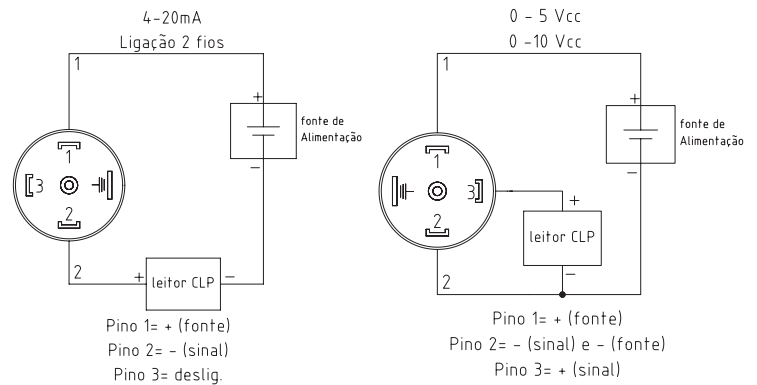 4-20mA
Ligação 2 fios
1
+
fonte de
Alimentação
-
1
3
2
2
+
leitor CLP
-
Pino 1= + (fonte)
Pino 2= - (sinal)
Pino 3= deslig.
0 - 5 Vcc
0 -10 Vcc
1
+
fonte de
Alimentação
-
1
3
2
+
leitor CLP
-
2
Pino 1= + (fonte)
Pino 2= - (sinal) e - (fonte)
Pino 3= + (sinal)